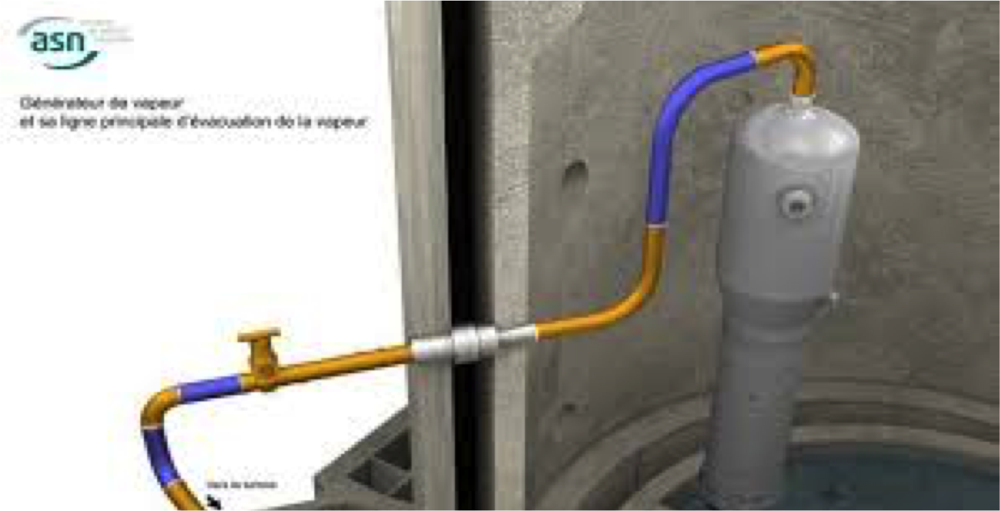 asn
Générateur de vapeur
et sa ligne principale d'évacuation de la vapeur